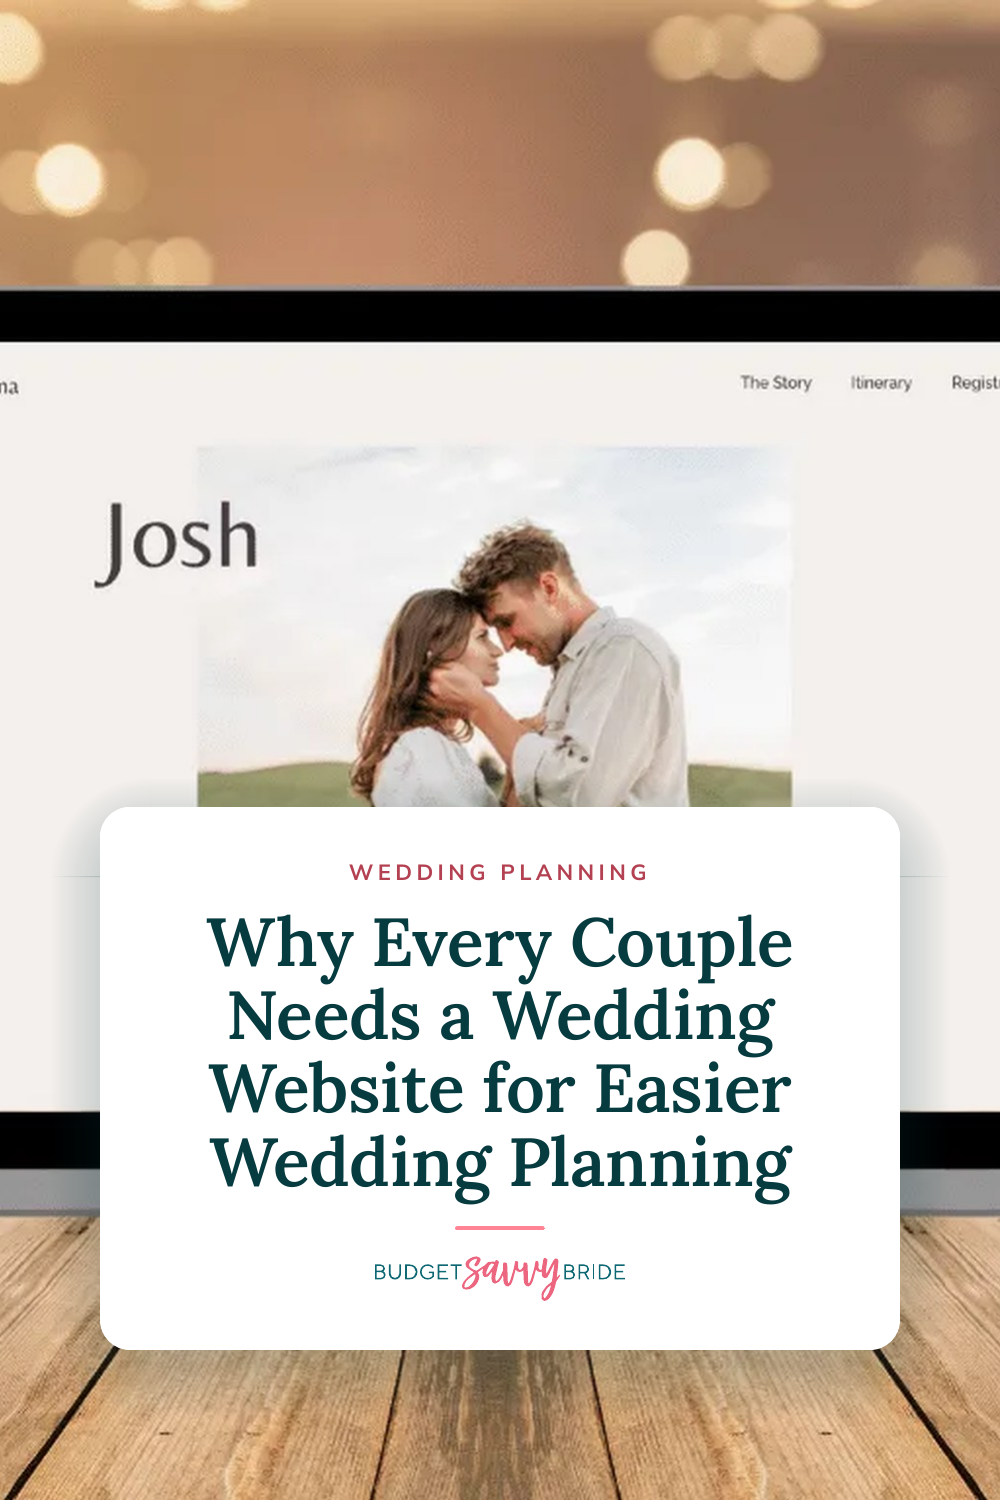 The Story Itinerary
Josh
WEDDING PLANNING
Why Every Couple
Needs a Wedding
Website for Easier
Wedding Planning
BUDGET savvy BRIDE